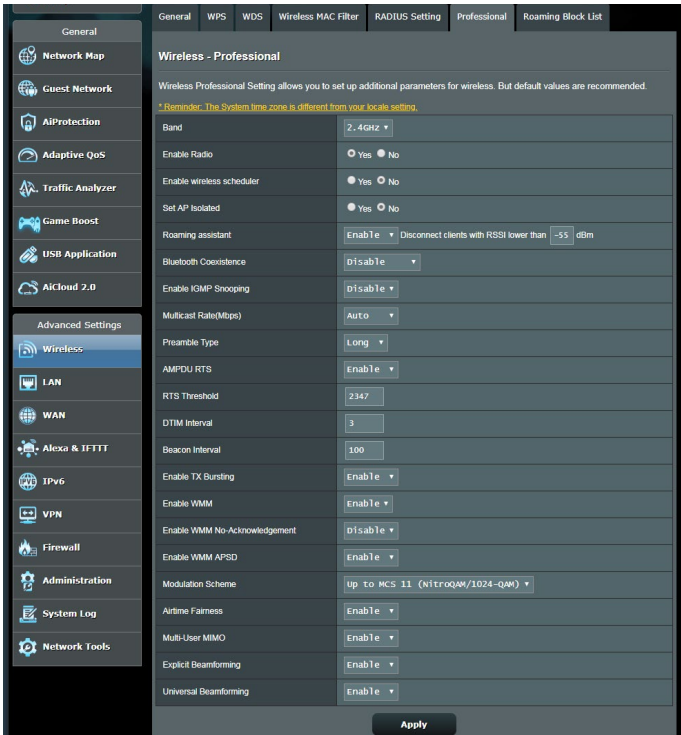 General
Network Map
Guest Network
AiProtection
Adaptive QoS
Traffic Analyzer
Game Boost
USB Application
AiCloud 2.0
Advanced Settings
Wireless
LAN
WAN
Alexa & IFTTT
IPv6
VPN
Firewall
Administration
System Log
Network Tools
General WPS WDS Wireless MAC Filter RADIUS Setting Professional Roaming Block List
Wireless - Professional
Wireless Professional Setting allows you to set up additional parameters for wireless. But default values are recommended.
* Reminder: The System time zone is different from your locale setting.
Band 2.4GHz
Enable Radio Yes No
Enable wireless scheduler Yes No
Set AP Isolated Yes No
Roaming assistant Enable Disconnect clients with RSSI lower than -55 dBm
Bluetooth Coexistence Disable
Enable IGMP Snooping Disable
Multicast Rate(Mbps) Auto
Preamble Type Long
AMPDU RTS Enable
RTS Threshold 2347
DTIM Interval 3
Beacon Interval 100
Enable TX Bursting Enable
Enable WMM Enable
Enable WMM No-Acknowledgement Disable
Enable WMM APSD Enable
Modulation Scheme Up to MCS 11 (NitroQAM/1024-QAM)
Airtime Fairness Enable
Multi-User MIMO Enable
Explicit Beamforming Enable
Universal Beamforming Enable
Apply